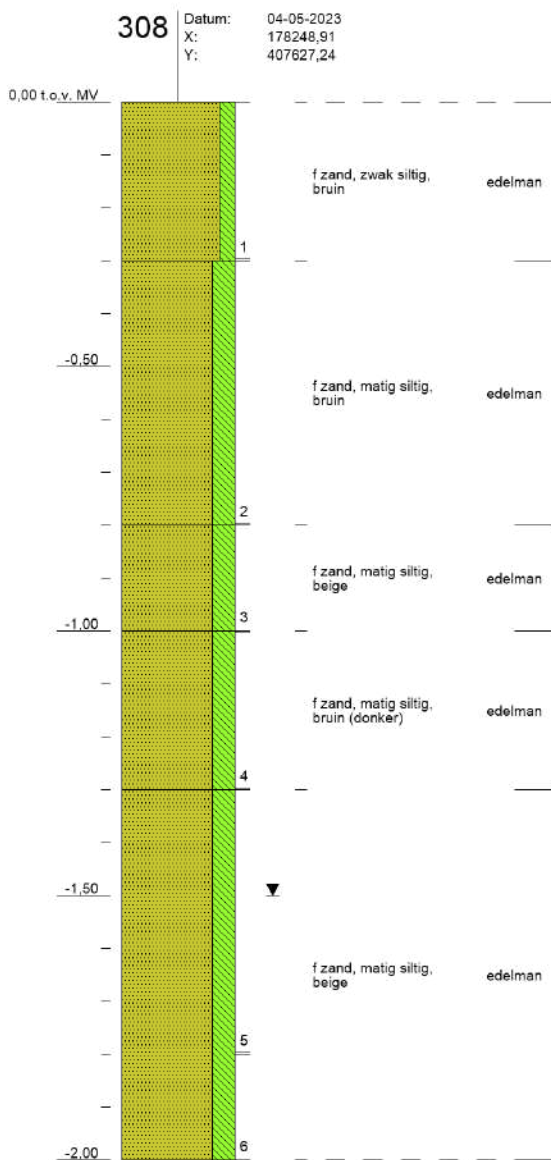 308
Datum: 04-05-2023
X: 178248,91
Y: 407627,24
0,00 t.o.v. MV
f zand, zwak siltig, edelman
bruin
1
-0,50
f zand, matig siltig, edelman
bruin
2
f zand, matig siltig, edelman
beige
3
-1,00
f zand, matig siltig, edelman
bruin (donker)
4
-1,50
f zand, matig siltig, edelman
beige
5
6
-2,00